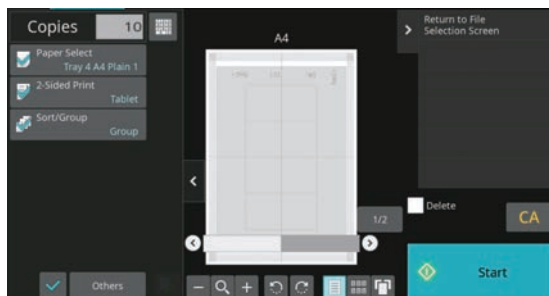 Copies 10
Paper Select
Tray 4 A4 Plain 1
2-Sided Print
Tablet
Sort/Group
Group
Others
A4
1/2
Return to File
Selection Screen
Delete
CA
Start